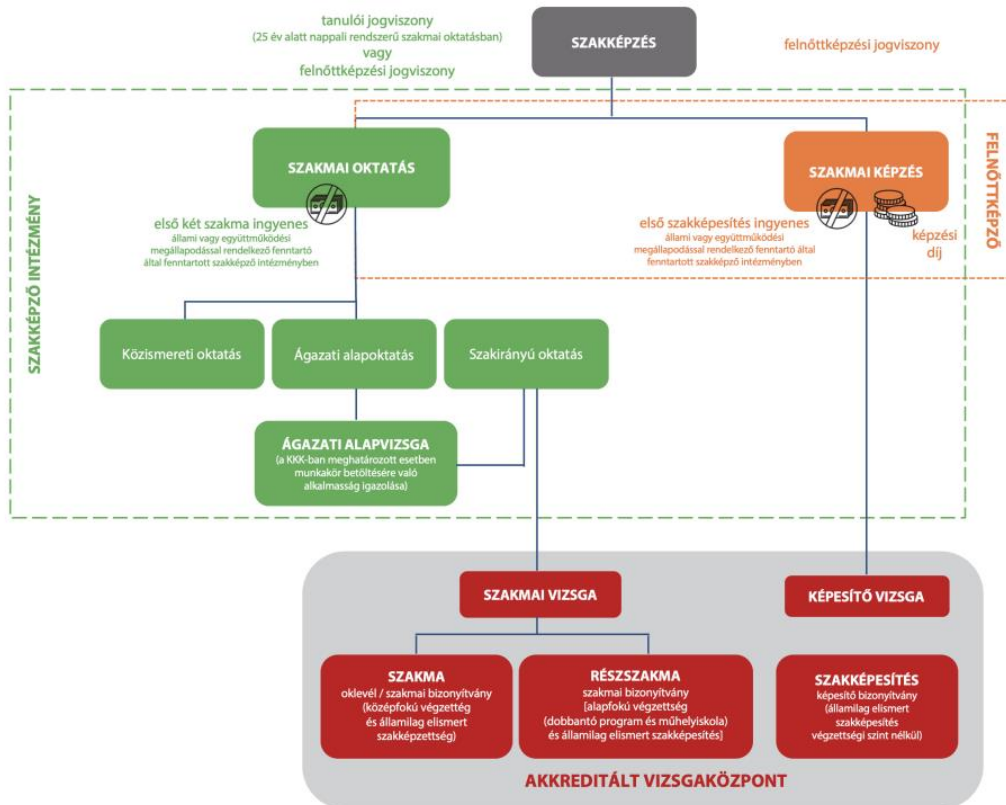 tanulói jogviszony
(25 év alatt nappali rendszerű szakmai oktatásban)
vagy
felnőttképzési jogviszony
SZAKKÉPZÉS
felnőttképzési jogviszony
SZAKKÉPZŐ INTÉZMÉNY
FELNŐTTKÉPZŐ
SZAKMAI OKTATÁS
első két szakma ingyenes
állami vagy együttműködési
megállapodással rendelkező fenntartó
által fenntartott szakképző intézményben
SZAKMAI KÉPZÉS
első szakképesítés ingyenes
állami vagy együttműködési
megállapodással rendelkező fenntartó által
fenntartott szakképző intézményben
képzési
díj
Közismereti oktatás
Ágazati alapoktatás
Szakirányú oktatás
ÁGAZATI ALAPVIZSGA
(a KKK-ban meghatározott esetben
munkakör betöltésére való
alkalmasság igazolása)
SZAKMAI VIZSGA
KÉPESÍTŐ VIZSGA
SZAKMA
oklevél / szakmai bizonyítvány
(középfokú végzettég
és államilag elismert
szakképzettség)
RÉSZSZAKMA
szakmai bizonyítvány
[alapfokú végzettség
(dobbantó program és műhelyiskola)
és államilag elismert szakképesítés]
SZAKKÉPESÍTÉS
képesítő bizonyítvány
(államilag elismert
szakképesítés
végzettségi szint nélkül)
AKKREDITÁLT VIZSGAKÖZPONT